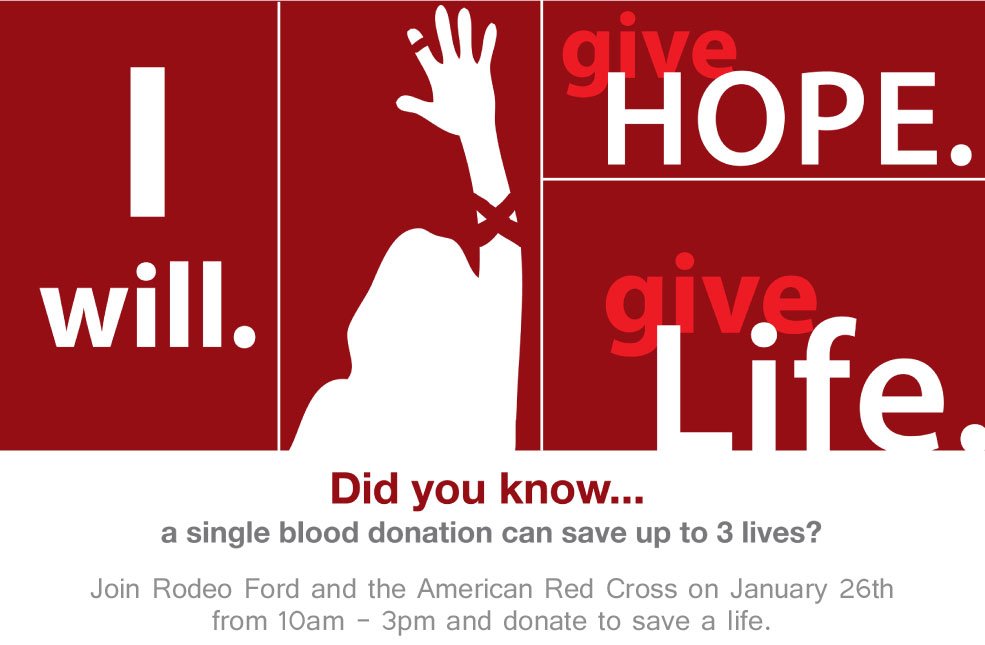 I
will.
give
HOPE.
give
Life.
Did you know...
a single blood donation can save up to 3 lives?
Join Rodeo Ford and the American Red Cross on January 26th
from 10am - 3pm and donate to save a life.